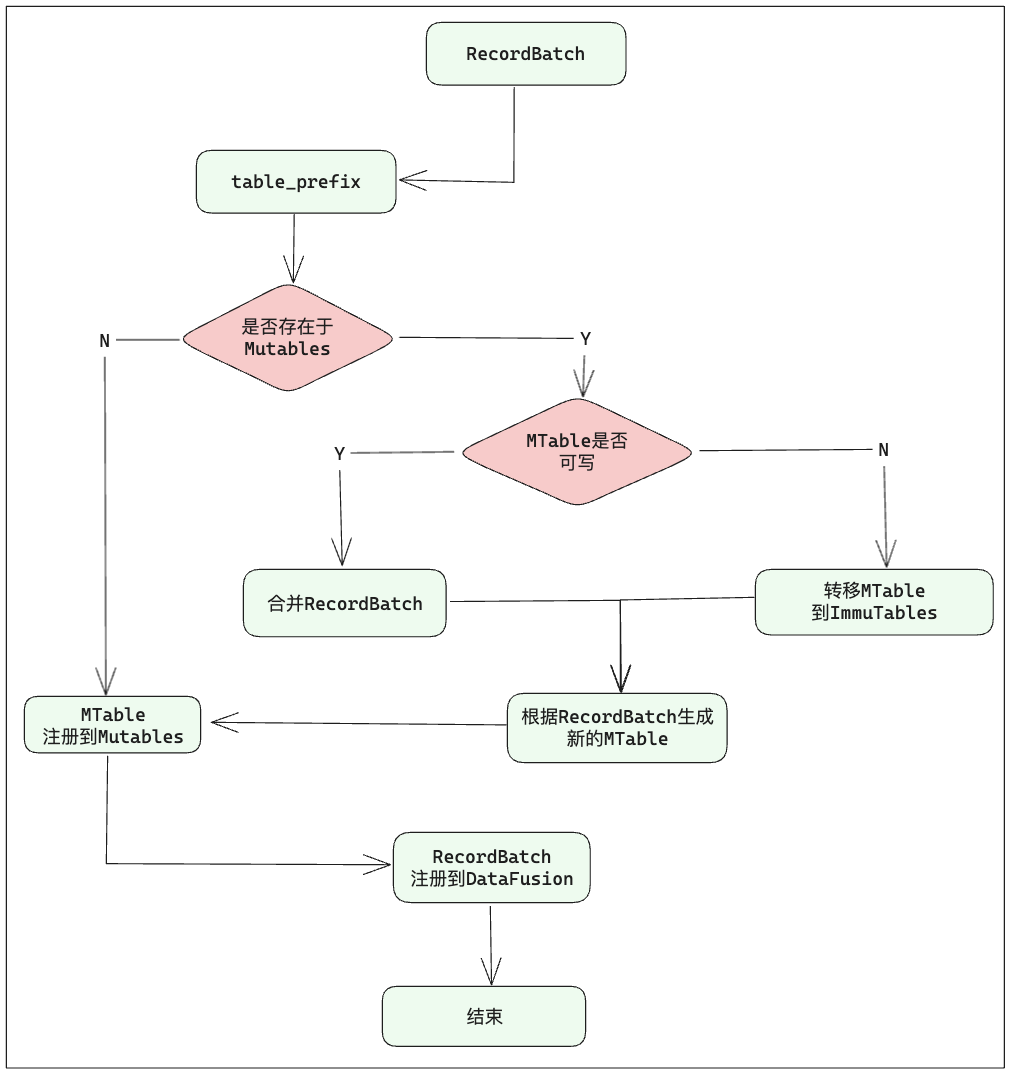 RecordBatch
table_prefix
是否存在于
Mutables
N
Y
MTable是否
可写
Y
N
合并RecordBatch
转移MTable
到ImmuTables
MTable
注册到Mutables
根据RecordBatch生成
新的MTable
RecordBatch
注册到DataFusion
结束